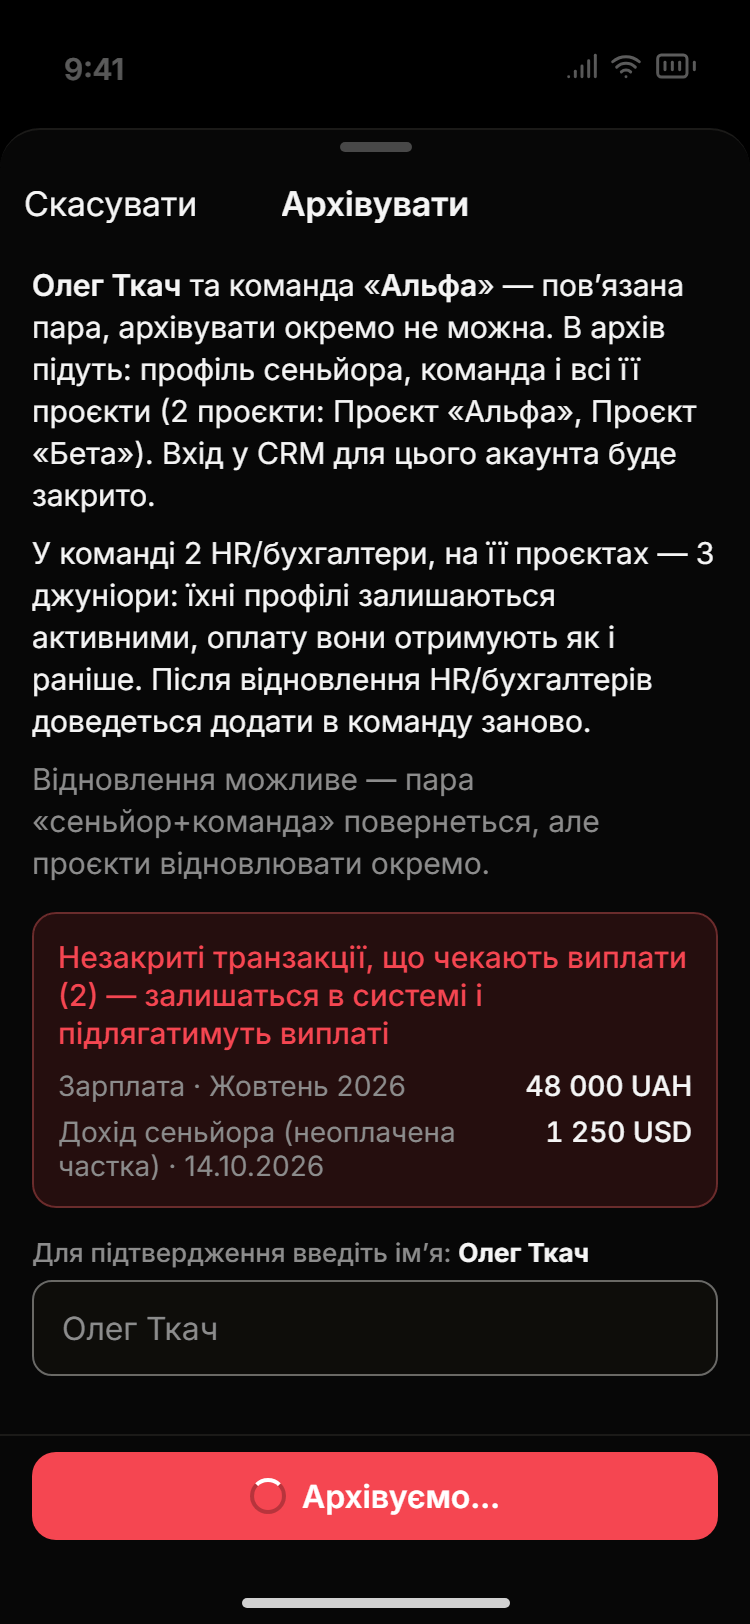 9:41
Скасувати
Архівувати
Олег Ткач та команда «Альфа» — пов’язана
пара, архівувати окремо не можна. В архів
підуть: профіль сеньйора, команда і всі її
проєкти (2 проєкти: Проєкт «Альфа», Проєкт
«Бета»). Вхід у CRM для цього акаунта буде
закрито.
У команді 2 HR/бухгалтери, на її проєктах — 3
джуніори: їхні профілі залишаються
активними, оплату вони отримують як і
раніше. Після відновлення HR/бухгалтерів
доведеться додати в команду заново.
Відновлення можливе — пара
«сеньйор+команда» повернеться, але
проєкти відновлювати окремо.
Незакриті транзакції, що чекають виплати
(2) — залишаться в системі і
підлягатимуть виплаті
Зарплата · Жовтень 2026 48 000 UAH
Дохід сеньйора (неоплачена 1 250 USD
частка) · 14.10.2026
Для підтвердження введіть ім’я: Олег Ткач
Олег Ткач
Архівуємо...